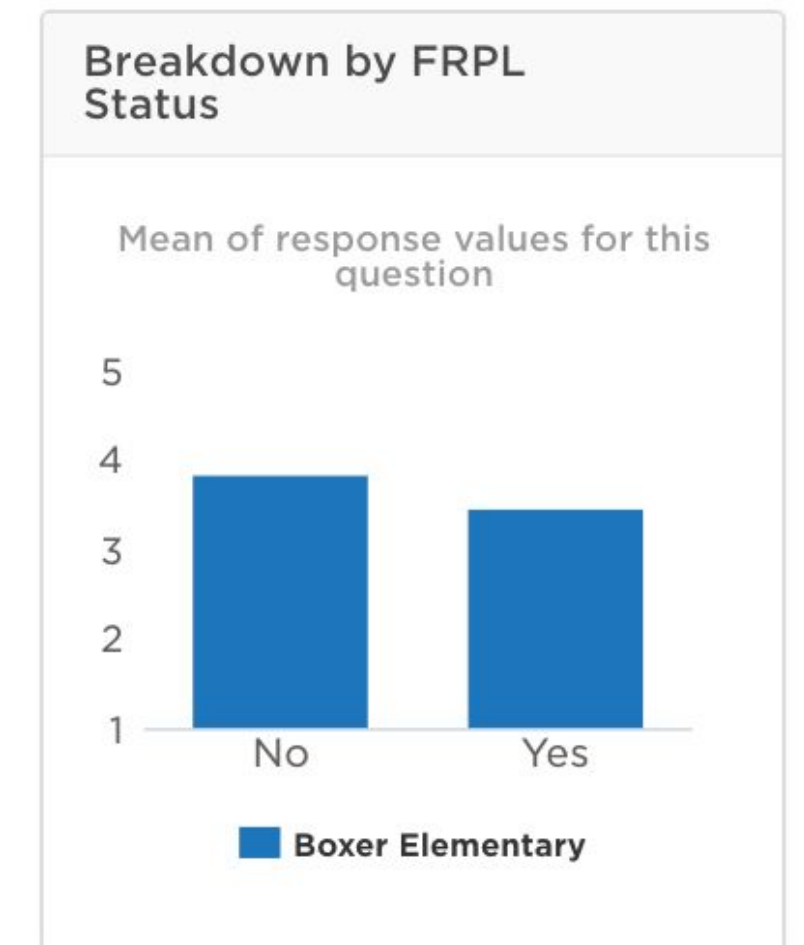 Breakdown by FRPL
Status
Mean of response values for this
question
5
4
3
2
1
No Yes
Boxer Elementary